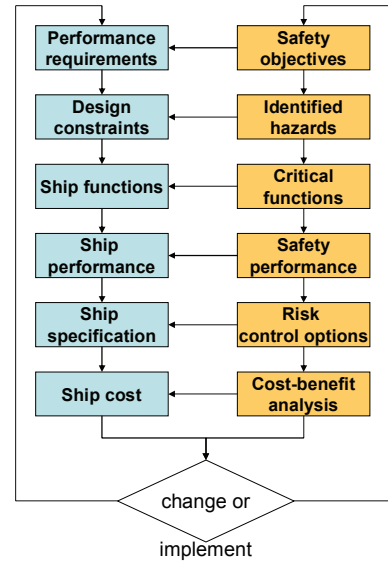 Performance
requirements
Safety
objectives
Design
constraints
Identified
hazards
Ship functions
Critical
functions
Ship
performance
Safety
performance
Ship
specification
Risk
control options
Ship cost
Cost-benefit
analysis
change or
implement